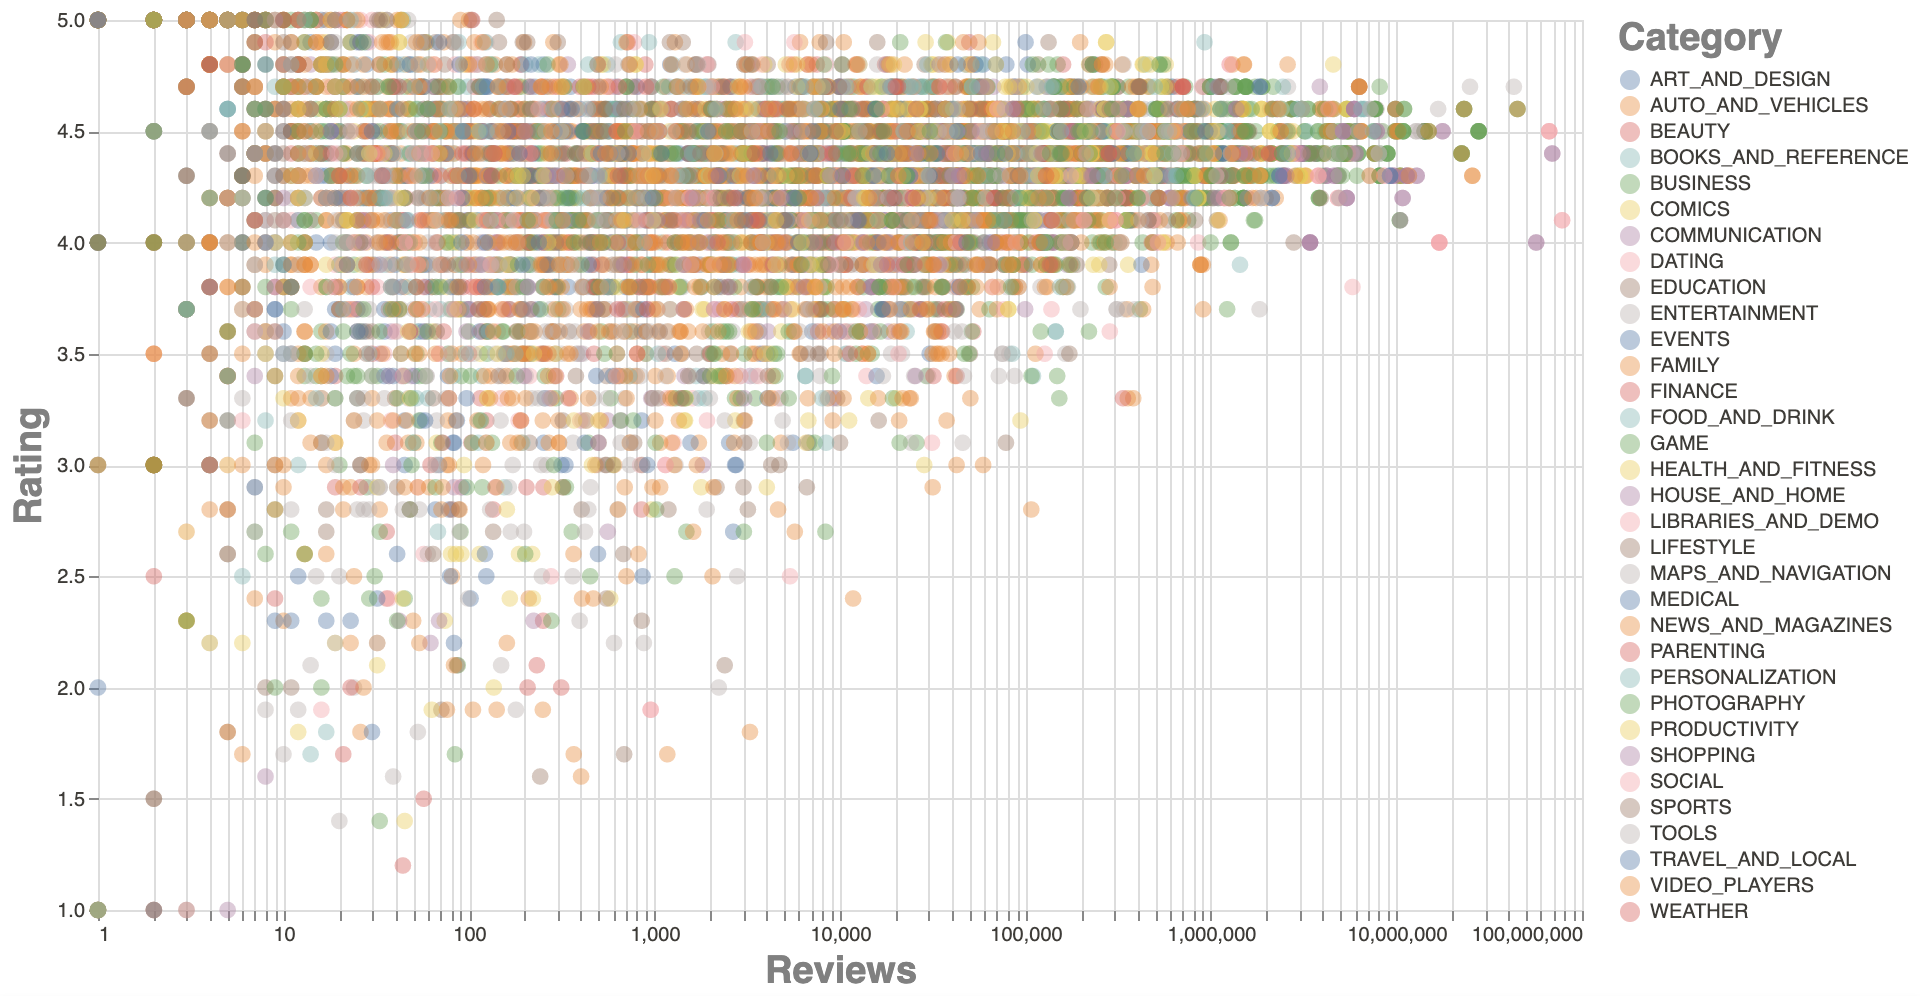 Category
ART_AND_DESIGN
AUTO_AND_VEHICLES
BEAUTY
BOOKS_AND_REFERENCE
BUSINESS
COMICS
COMMUNICATION
DATING
EDUCATION
ENTERTAINMENT
EVENTS
FAMILY
FINANCE
FOOD_AND_DRINK
GAME
HEALTH_AND_FITNESS
HOUSE_AND_HOME
LIBRARIES_AND_DEMO
LIFESTYLE
MAPS_AND_NAVIGATION
MEDICAL
NEWS_AND_MAGAZINES
PARENTING
PERSONALIZATION
PHOTOGRAPHY
PRODUCTIVITY
SHOPPING
SOCIAL
SPORTS
TOOLS
TRAVEL_AND_LOCAL
VIDEO_PLAYERS
WEATHER
Rating
5.0
4.5
4.0
3.5
3.0
2.5
2.0
1.5
1.0
1 10 100 1,000 10,000 100,000 1,000,000 10,000,000 100,000,000
Reviews